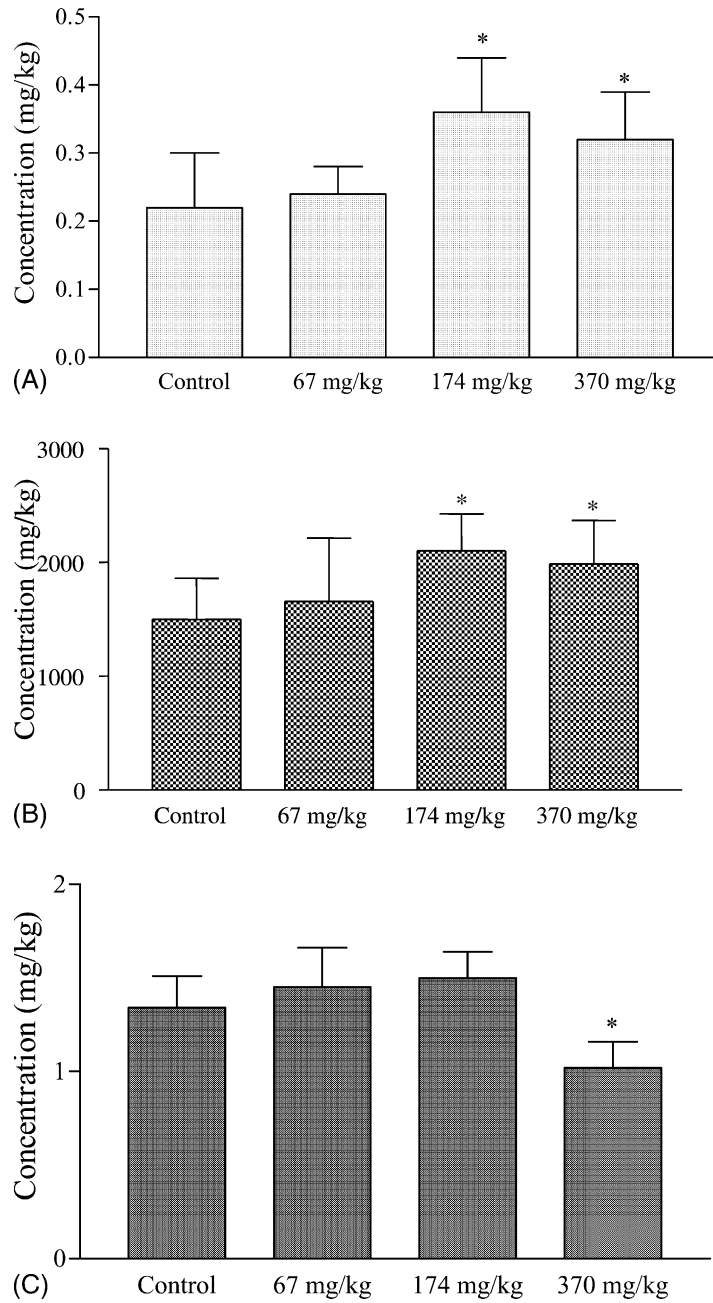 0.5
*
*
0.4
0.3
0.2
0.1
0.0
Concentration (mg/kg)
(A)
Control 67 mg/kg 174 mg/kg 370 mg/kg
3000
*
*
2000
1000
0
Concentration (mg/kg)
(B)
Control 67 mg/kg 174 mg/kg 370 mg/kg
2
*
1
0
Concentration (mg/kg)
(C)
Control 67 mg/kg 174 mg/kg 370 mg/kg